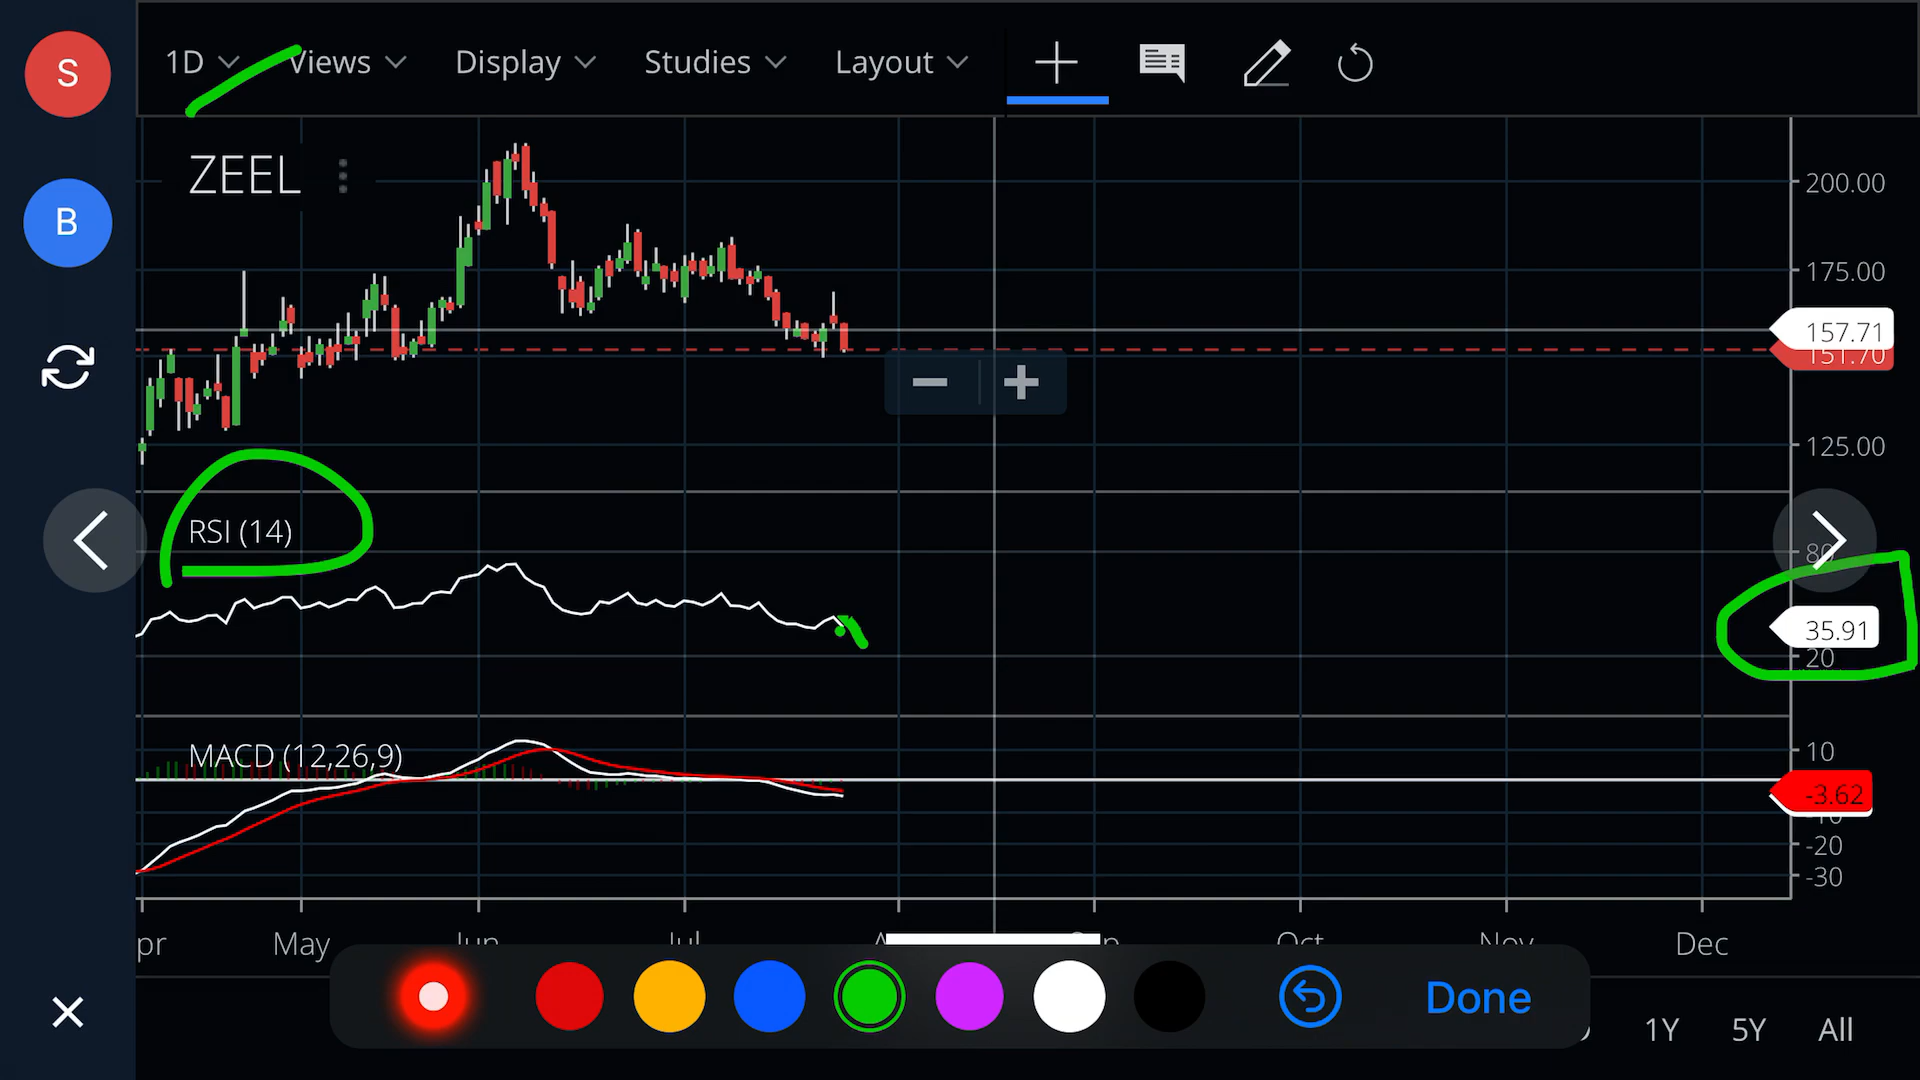 S
1D Views Display Studies Layout
B
ZEEL
200.00
175.00
157.71
151.70
125.00
RSI (14)
80
35.91
20
MACD (12,26,9)
10
-3.62
-10
-20
-30
May Jun Jul Sep Oct Nov Dec
Done
1Y 5Y All